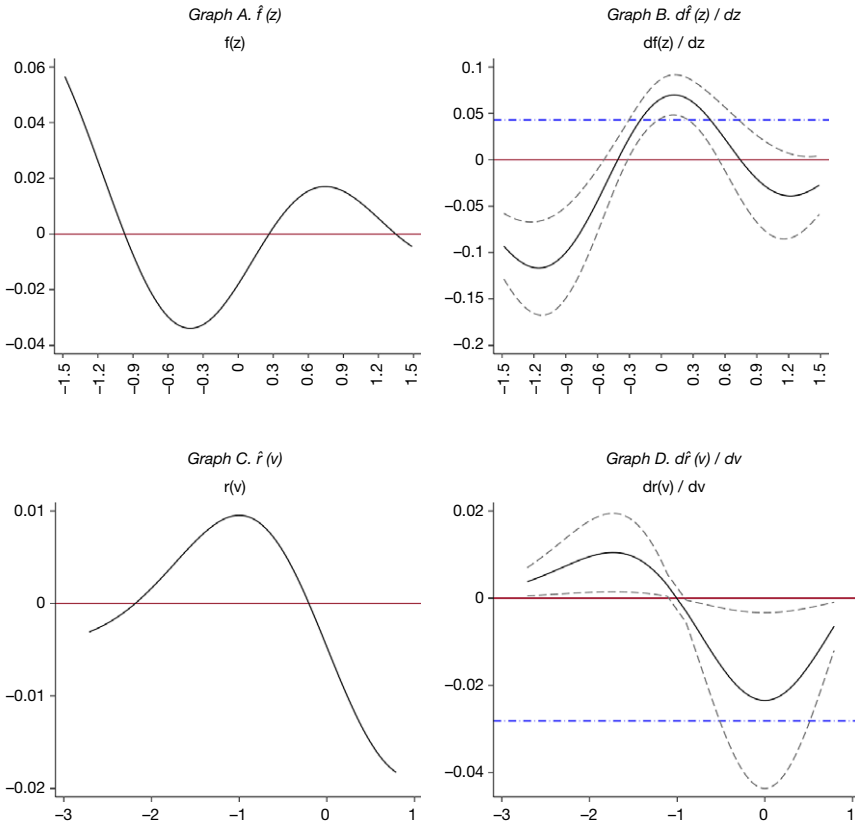 Graph A. f̂ (z)
f(z)
0.06
0.04
0.02
0
−0.02
−0.04
−1.5 −1.2 −0.9 −0.6 −0.3 0 0.3 0.6 0.9 1.2 1.5
Graph B. df̂ (z) / dz
df(z) / dz
0.1
0.05
0
−0.05
−0.1
−0.15
−0.2
−1.5 −1.2 −0.9 −0.6 −0.3 0 0.3 0.6 0.9 1.2 1.5
Graph C. r̂ (v)
r(v)
0.01
0
−0.01
−0.02
−3 −2 −1 0 1
Graph D. dr̂ (v) / dv
dr(v) / dv
0.02
0
−0.02
−0.04
−3 −2 −1 0 1